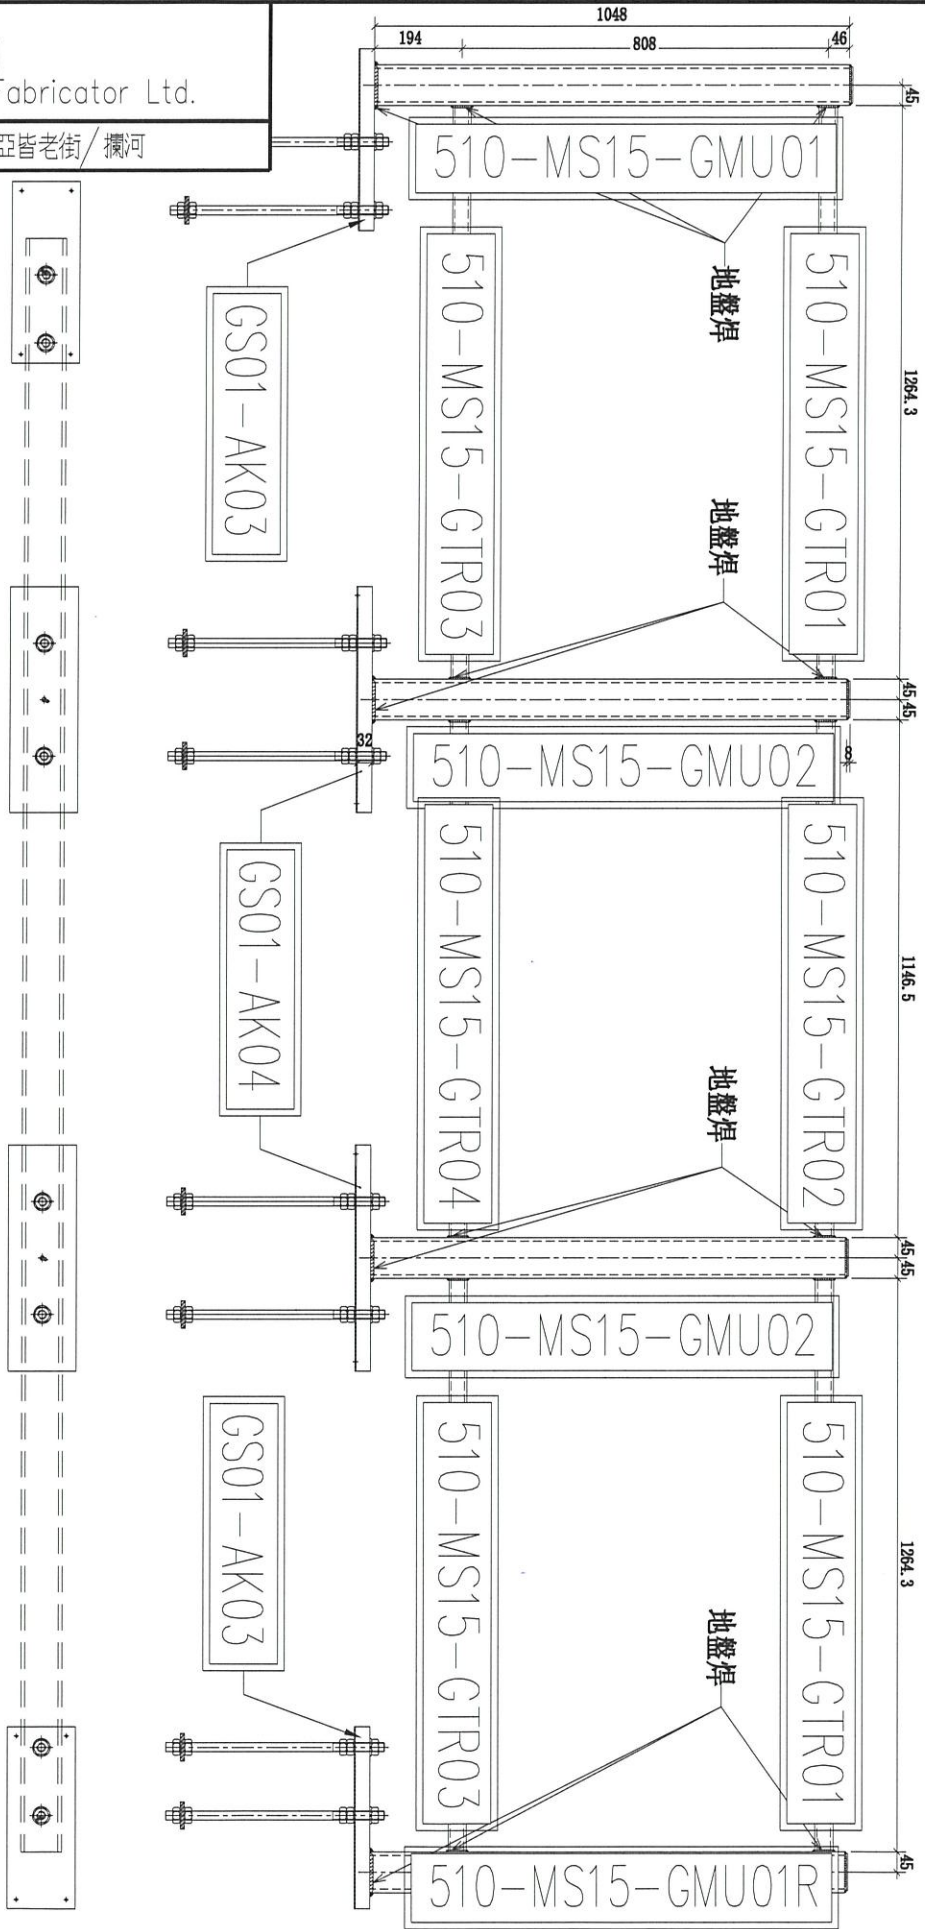 Fabricator Ltd.
亞皆老街/欄河
1048
194
808
46
45
510-MS15-GMU01
地盤焊
510-MS15-GTR03
510-MS15-GTR01
1264.3
GS01-AK03
地盤焊
45
45
32
8
510-MS15-GMU02
510-MS15-GTR04
510-MS15-GTR02
1146.5
GS01-AK04
地盤焊
45
45
510-MS15-GMU02
510-MS15-GTR03
510-MS15-GTR01
1264.3
GS01-AK03
地盤焊
45
510-MS15-GMU01R